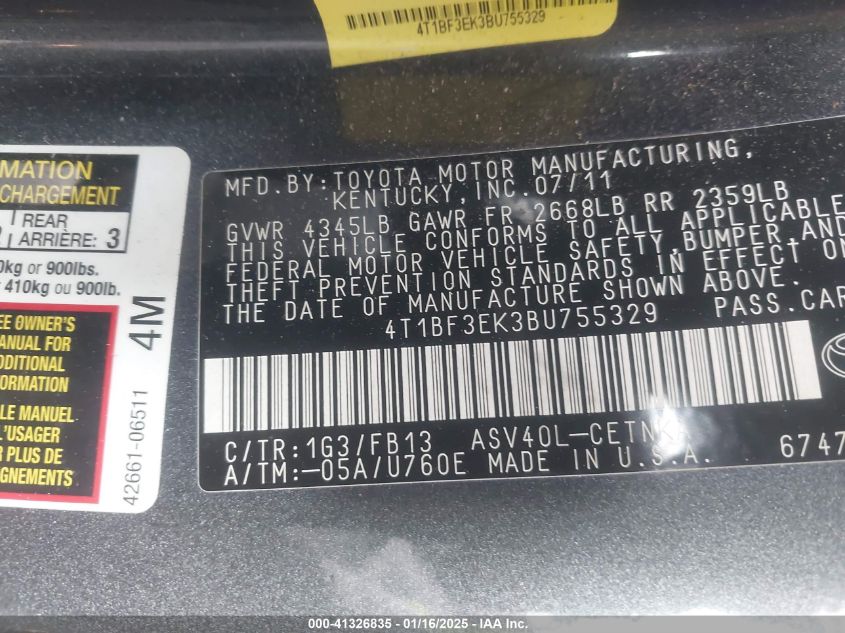 4T1BF3EK3BU755329
MATION
CHARGEMENT
REAR
ARRIÈRE: 3
kg or 900lbs.
410kg ou 900lb.
EE OWNER'S
ANUAL FOR
DDITIONAL
FORMATION
LE MANUEL
L'USAGER
R PLUS DE
IGNEMENTS
42661-06511
4M
MFD. BY: TOYOTA MOTOR MANUFACTURING,
KENTUCKY, INC. 07/11
GVWR 4345LB GAWR FR 2668LB RR 2359LB
THIS VEHICLE CONFORMS TO ALL APPLICABLE
FEDERAL MOTOR VEHICLE SAFETY, BUMPER, AND
THEFT PREVENTION STANDARDS IN EFFECT ON
THE DATE OF MANUFACTURE SHOWN ABOVE.
4T1BF3EK3BU755329 PASS. CAR
C/TR: 1G3/FB13 ASV40L-CETNK
A/TM: -05A/U760E MADE IN U.S.A. 6747
000-41326835 - 01/16/2025 - IAA Inc.